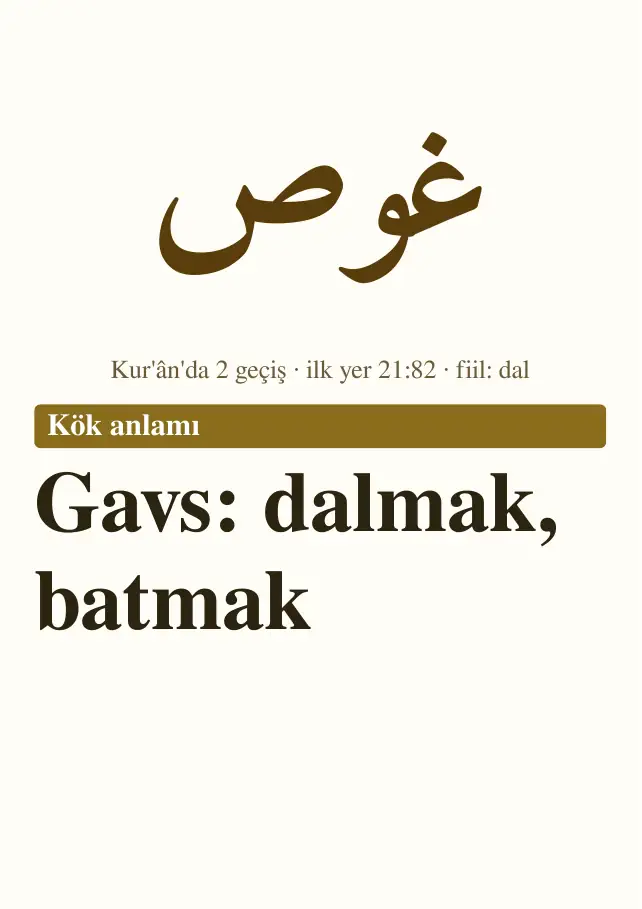 غوص
Kur'ân'da 2 geçiş · ilk yer 21:82 · fiil: dal
Kök anlamı
Gavs: dalmak,
batmak